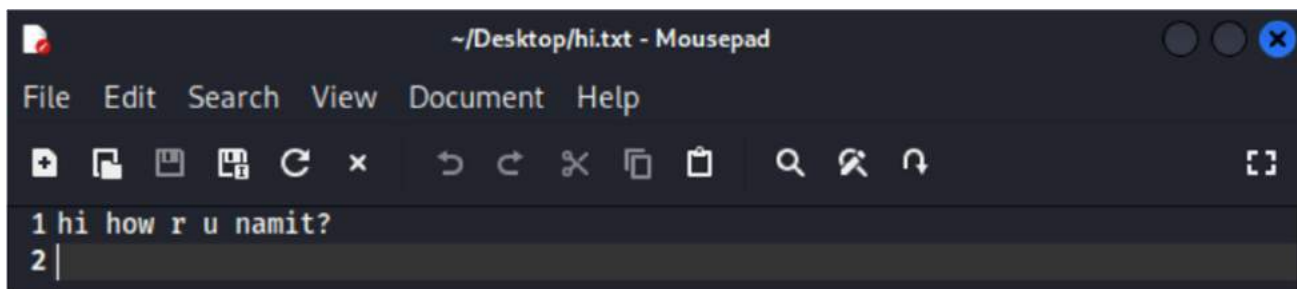 ~/Desktop/hi.txt - Mousepad
File Edit Search View Document Help
1 hi how r u namit?
2